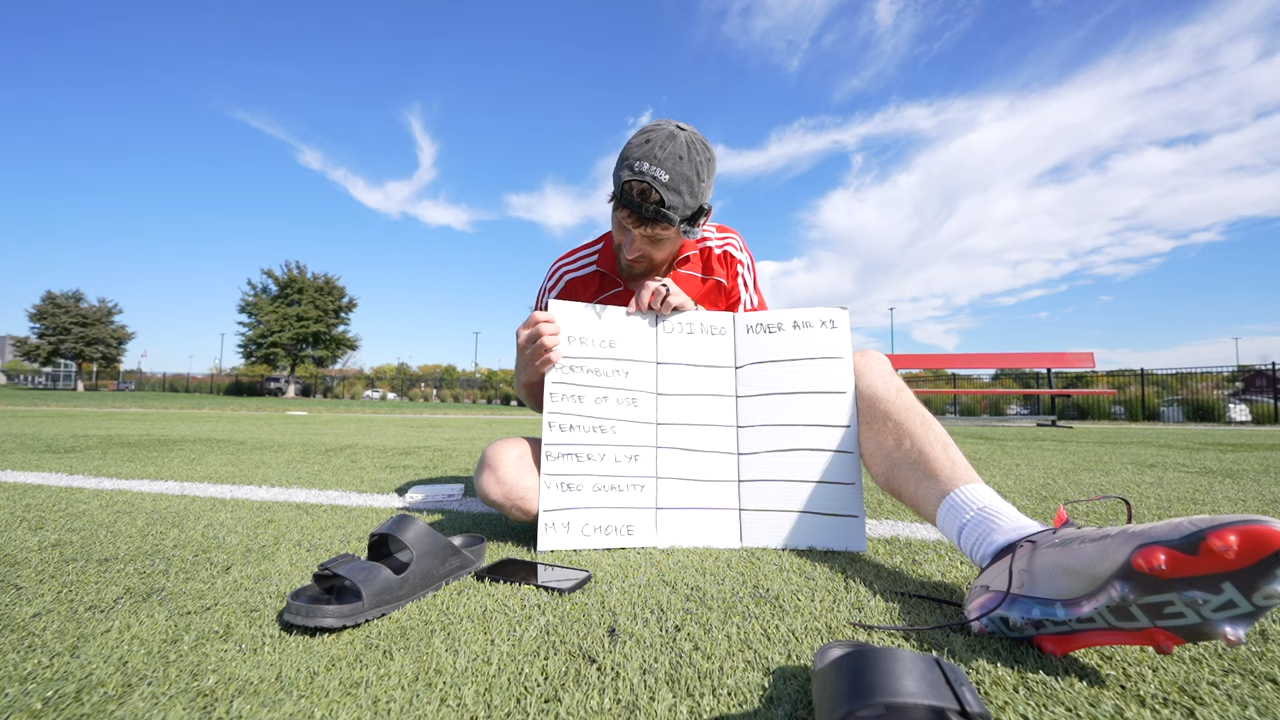 DJI NEO HOVER AIR X1
PRICE
PORTABILITY
EASE OF USE
FEATURES
BATTERY LYF
VIDEO QUALITY
MY CHOICE